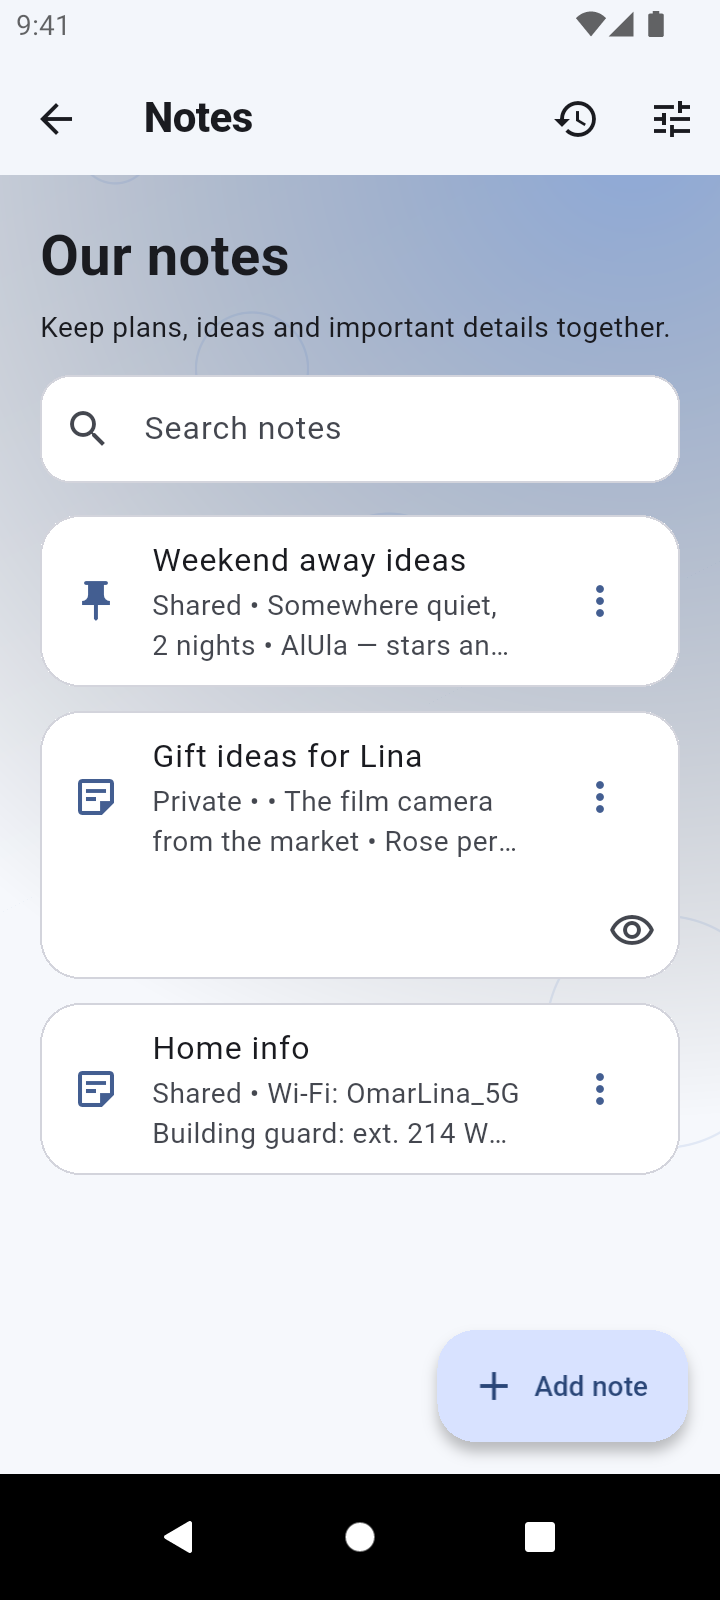 9:41
Notes
Our notes
Keep plans, ideas and important details together.
Search notes
Weekend away ideas
Shared • Somewhere quiet,
2 nights • AlUla — stars an…
Gift ideas for Lina
Private • • The film camera
from the market • Rose per…
Home info
Shared • Wi-Fi: OmarLina_5G
Building guard: ext. 214 W…
Add note